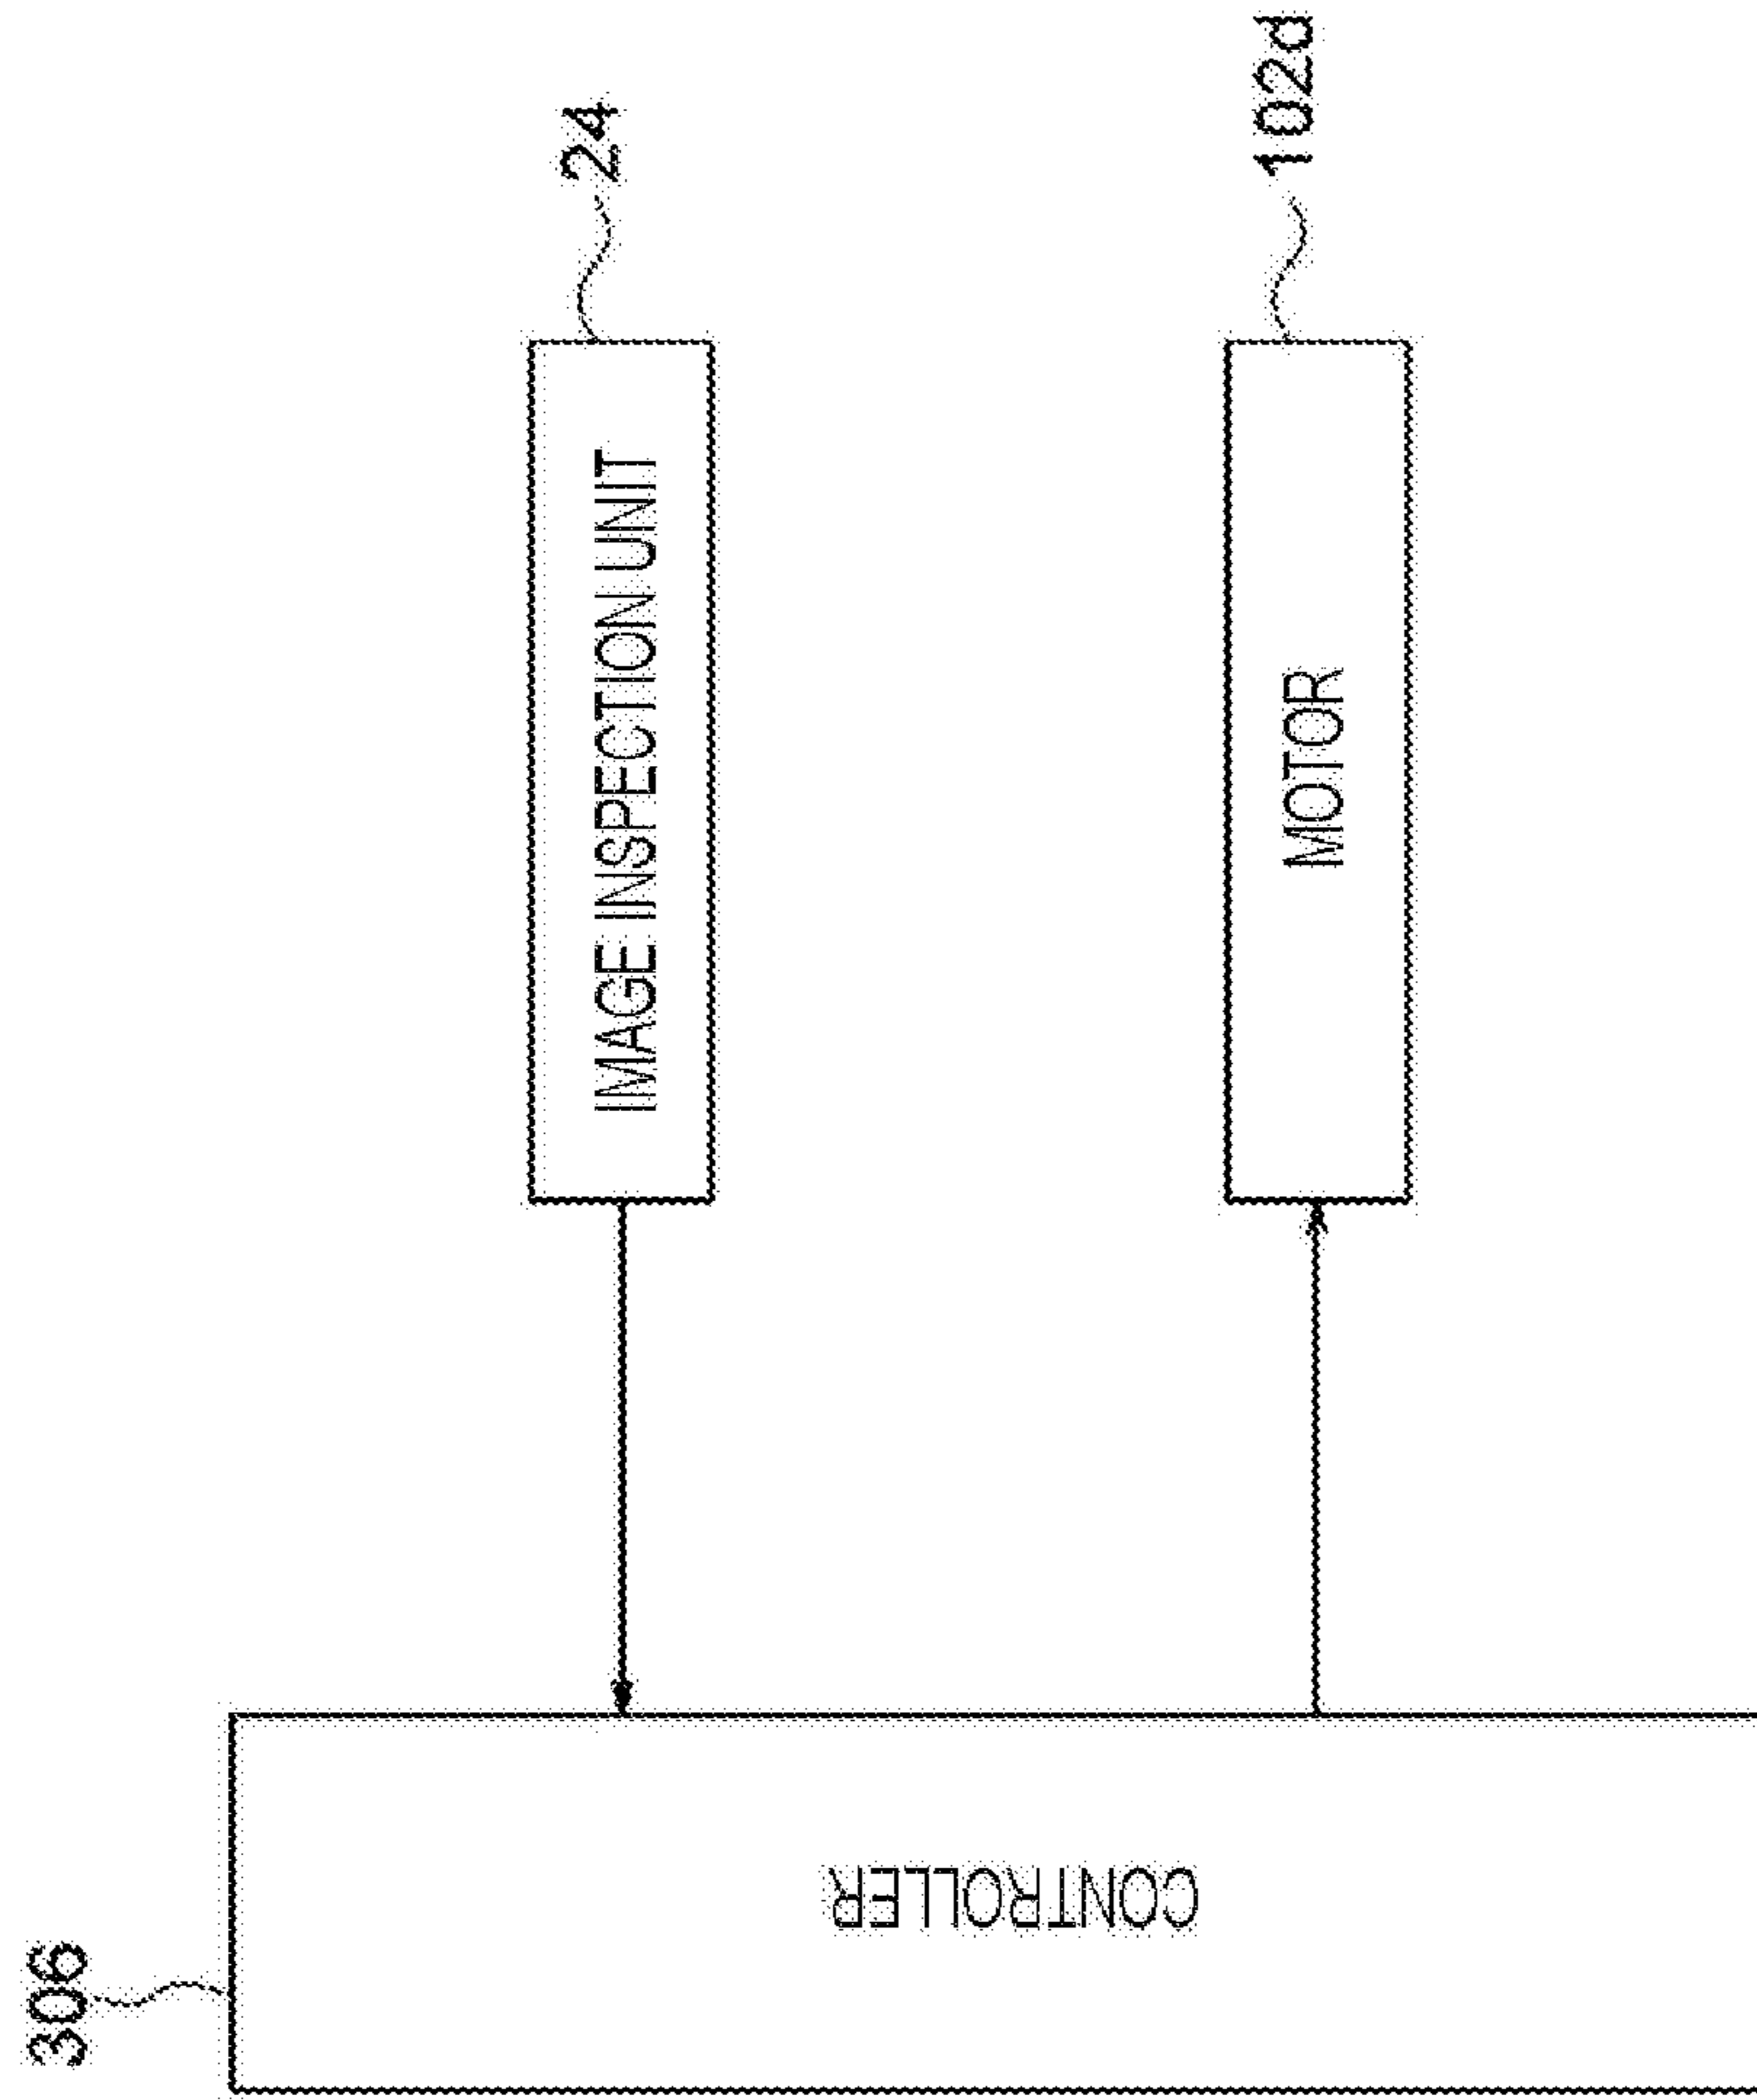 306
CONTROLLER
IMAGE INSPECTION UNIT
24
MOTOR
102d